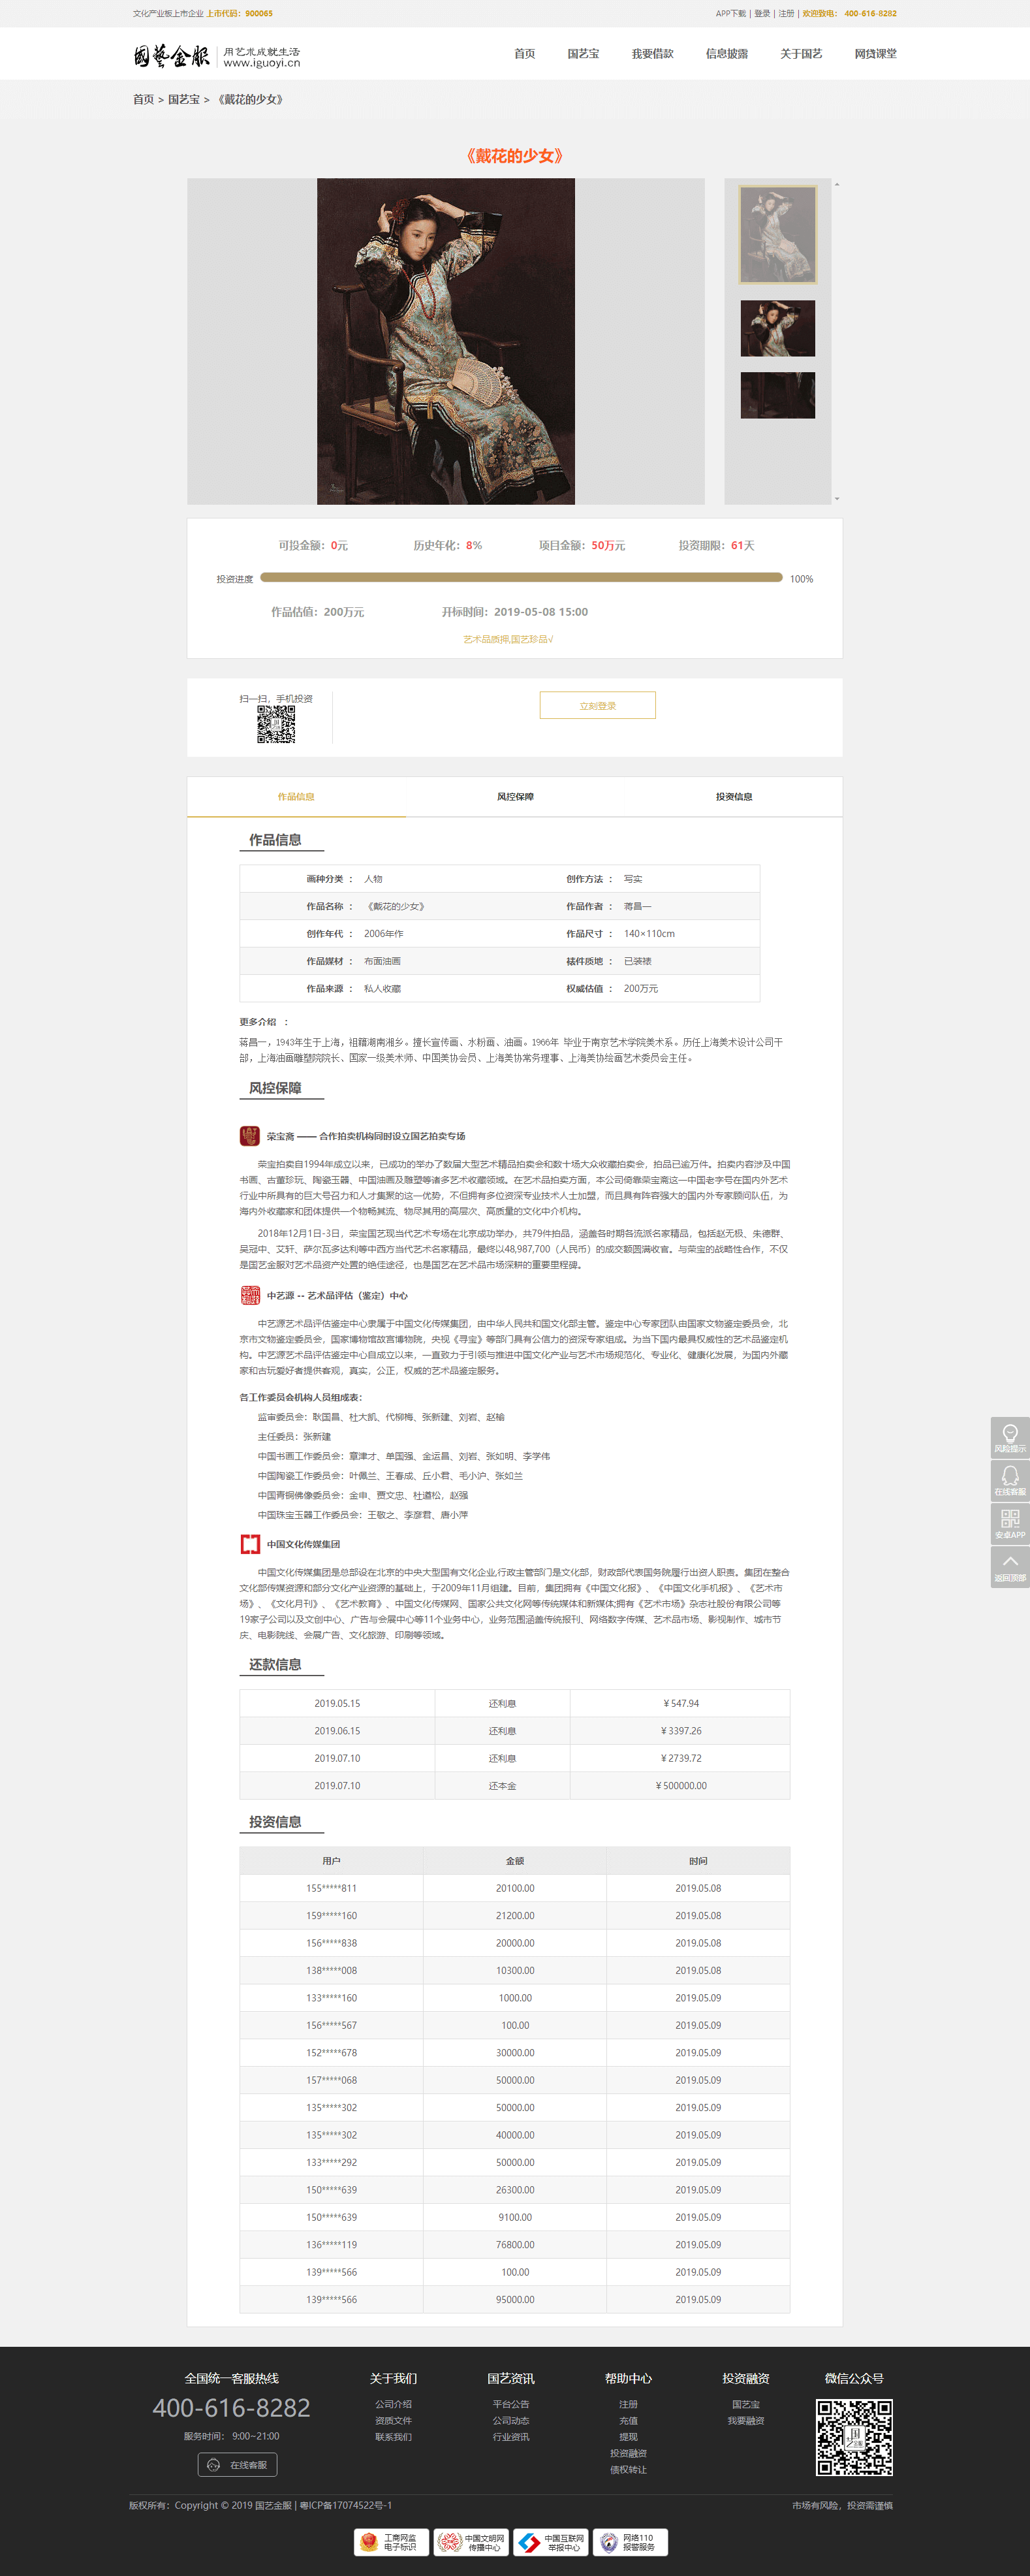 文化产业板上市企业 上市代码：900065
APP下载 | 登录 | 注册 | 欢迎致电： 400-616-8282
國藝金服 用艺术成就生活
www.iguoyi.cn
首页 国艺宝 我要借款 信息披露 关于国艺 网贷课堂
首页 > 国艺宝 > 《戴花的少女》
《戴花的少女》
可投金额：0元 历史年化：8% 项目金额：50万元 投资期限：61天
投资进度 100%
作品估值：200万元 开标时间：2019-05-08 15:00
艺术品质押,国艺珍品√
扫一扫，手机投资
立刻登录
作品信息 风控保障 投资信息
作品信息
画种分类 ： 人物 创作方法 ： 写实
作品名称 ： 《戴花的少女》 作品作者 ： 蒋昌一
创作年代 ： 2006年作 作品尺寸 ： 140×110cm
作品媒材 ： 布面油画 裱件质地 ： 已装裱
作品来源 ： 私人收藏 权威估值 ： 200万元
更多介绍 ：
蒋昌一，1943年生于上海，祖籍湖南湘乡。擅长宣传画、水粉画、油画。1966年 毕业于南京艺术学院美术系。历任上海美术设计公司干
部，上海油画雕塑院院长、国家一级美术师、中国美协会员、上海美协常务理事、上海美协绘画艺术委员会主任。
风控保障
荣宝斋 —— 合作拍卖机构同时设立国艺拍卖专场
荣宝拍卖自1994年成立以来，已成功的举办了数届大型艺术精品拍卖会和数十场大众收藏拍卖会，拍品已逾万件。拍卖内容涉及中国
书画、古董珍玩、陶瓷玉器、中国油画及雕塑等诸多艺术收藏领域。在艺术品拍卖方面，本公司倚靠荣宝斋这一中国老字号在国内外艺术
行业中所具有的巨大号召力和人才集聚的这一优势，不但拥有多位资深专业技术人士加盟，而且具有阵容强大的国内外专家顾问队伍，为
海内外收藏家和团体提供一个物畅其流、物尽其用的高层次、高质量的文化中介机构。
2018年12月1日-3日，荣宝国艺现当代艺术专场在北京成功举办，共79件拍品，涵盖各时期各流派名家精品，包括赵无极、朱德群、
吴冠中、艾轩、萨尔瓦多达利等中西方当代艺术名家精品，最终以48,987,700（人民币）的成交额圆满收官。与荣宝的战略性合作，不仅
是国艺金服对艺术品资产处置的绝佳途径，也是国艺在艺术品市场深耕的重要里程碑。
中艺源 -- 艺术品评估（鉴定）中心
中艺源艺术品评估鉴定中心隶属于中国文化传媒集团，由中华人民共和国文化部主管。鉴定中心专家团队由国家文物鉴定委员会，北
京市文物鉴定委员会，国家博物馆故宫博物院，央视《寻宝》等部门具有公信力的资深专家组成。为当下国内最具权威性的艺术品鉴定机
构。中艺源艺术品评估鉴定中心自成立以来，一直致力于引领与推进中国文化产业与艺术市场规范化、专业化、健康化发展，为国内外藏
家和古玩爱好者提供客观，真实，公正，权威的艺术品鉴定服务。
各工作委员会机构人员组成表：
监审委员会：耿国昌、杜大凯、代柳梅、张新建、刘岩、赵榆
主任委员：张新建
中国书画工作委员会：章津才、单国强、金运昌、刘岩、张如明、李学伟
中国陶瓷工作委员会：叶佩兰、王春成、丘小君、毛小沪、张如兰
中国青铜佛像委员会：金申、贾文忠、杜遒松，赵强
中国珠宝玉器工作委员会：王敬之、李彦君、唐小萍
中国文化传媒集团
中国文化传媒集团是总部设在北京的中央大型国有文化企业,行政主管部门是文化部，财政部代表国务院履行出资人职责。集团在整合
文化部传媒资源和部分文化产业资源的基础上，于2009年11月组建。目前，集团拥有《中国文化报》、《中国文化手机报》、《艺术市
场》、《文化月刊》、《艺术教育》、中国文化传媒网、国家公共文化网等传统媒体和新媒体;拥有《艺术市场》杂志社股份有限公司等
19家子公司以及文创中心、广告与会展中心等11个业务中心，业务范围涵盖传统报刊、网络数字传媒、艺术品市场、影视制作、城市节
庆、电影院线、会展广告、文化旅游、印刷等领域。
还款信息
2019.05.15 还利息 ￥547.94
2019.06.15 还利息 ￥3397.26
2019.07.10 还利息 ￥2739.72
2019.07.10 还本金 ￥500000.00
投资信息
用户 金额 时间
155*****811 20100.00 2019.05.08
159*****160 21200.00 2019.05.08
156*****838 20000.00 2019.05.08
138*****008 10300.00 2019.05.08
133*****160 1000.00 2019.05.09
156*****567 100.00 2019.05.09
152*****678 30000.00 2019.05.09
157*****068 50000.00 2019.05.09
135*****302 50000.00 2019.05.09
135*****302 40000.00 2019.05.09
133*****292 50000.00 2019.05.09
150*****639 26300.00 2019.05.09
150*****639 9100.00 2019.05.09
136*****119 76800.00 2019.05.09
139*****566 100.00 2019.05.09
139*****566 95000.00 2019.05.09
风险提示
在线客服
安卓APP
返回顶部
全国统一客服热线 关于我们 国艺资讯 帮助中心 投资融资 微信公众号
400-616-8282 公司介绍 平台公告 注册 国艺宝
资质文件 公司动态 充值 我要融资
服务时间： 9:00~21:00 联系我们 行业资讯 提现
投资融资
在线客服 债权转让
版权所有：Copyright © 2019 国艺金服 | 粤ICP备17074522号-1 市场有风险，投资需谨慎
工商网监 中国文明网 中国互联网 网络110
电子标识 传播中心 举报中心 报警服务